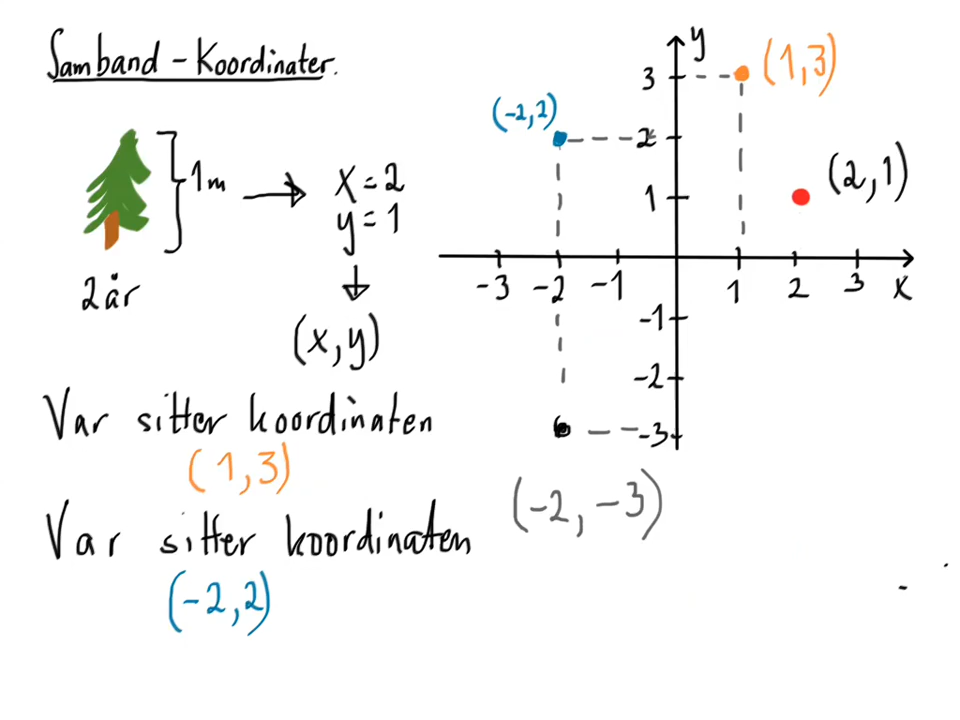 Samband - Koordinater.
1m
x = 2
y = 1
2 år
(x, y)
Var sitter koordinaten
(1, 3)
Var sitter koordinaten
(-2, 2)
y
3
(1, 3)
(-2, 2)
2
1
(2, 1)
-3 -2 -1 1 2 3 x
-1
-2
-3
(-2, -3)